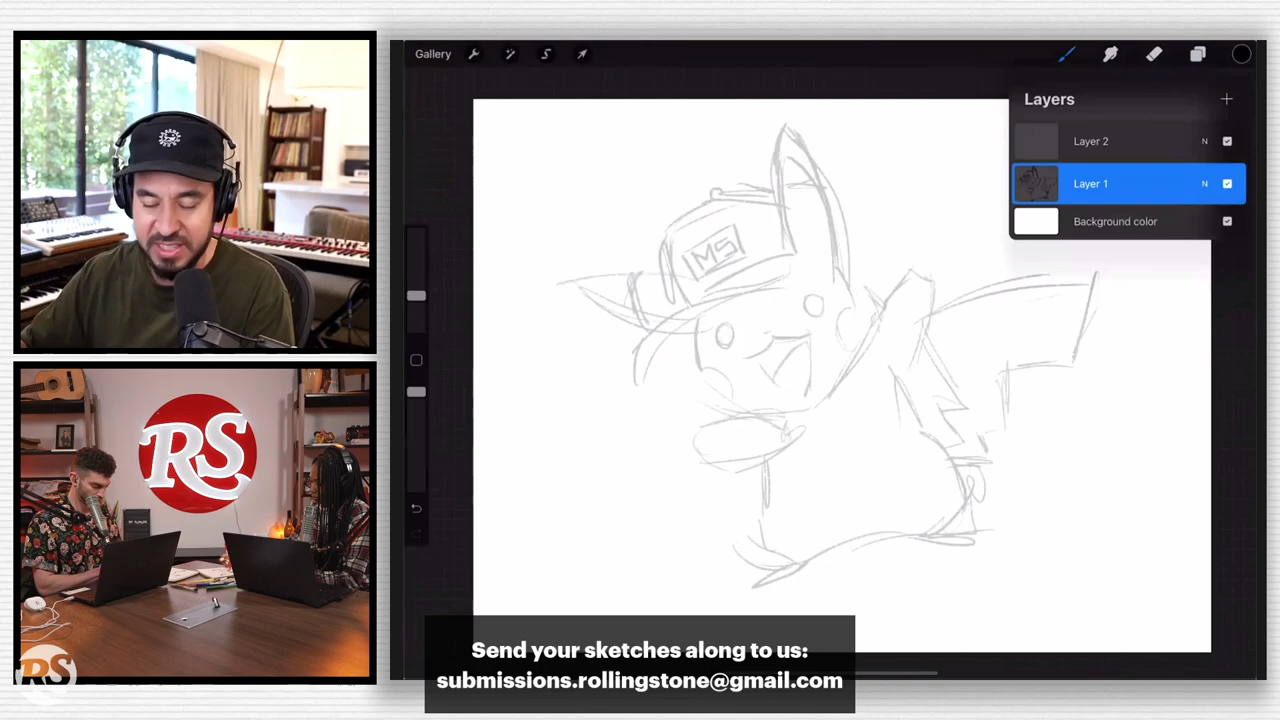 Gallery
Layers
Layer 2 N
Layer 1 N
Background color
MS
RS
Send your sketches along to us:
submissions.rollingstone@gmail.com
RS